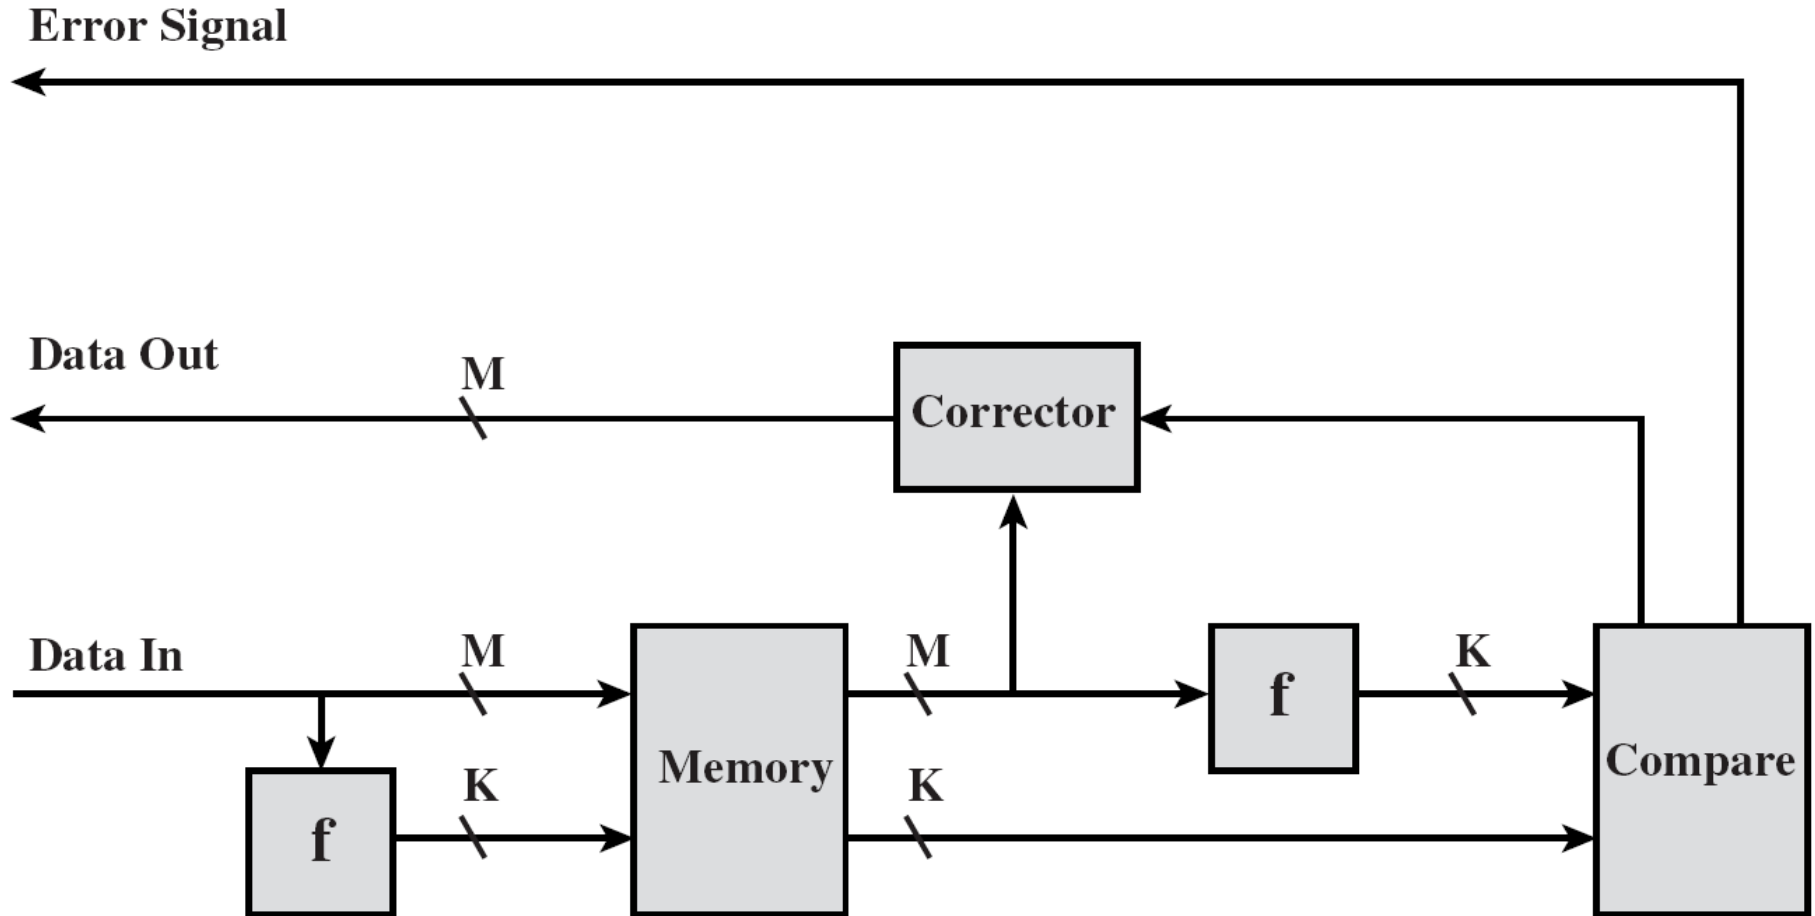 Error Signal
Data Out
M
Corrector
Data In
M
M
K
f
Memory
Compare
K
K
f